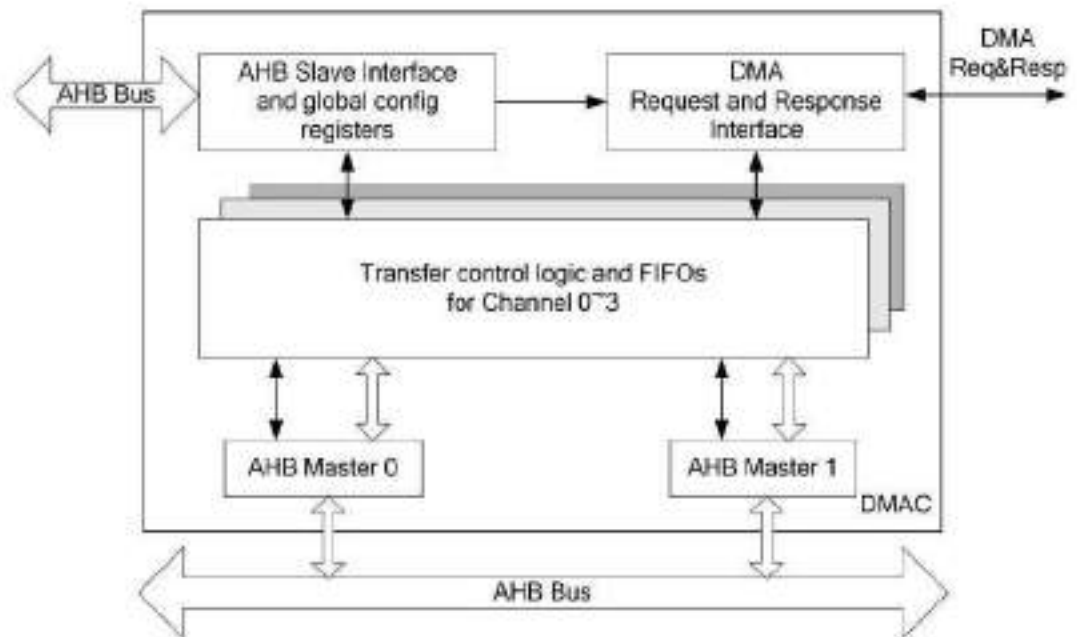 AHB Bus
AHB Slave Interface
and global config
registers
DMA
Request and Response
Interface
DMA
Req&Resp
Transfer control logic and FIFOs
for Channel 0~3
AHB Master 0
AHB Master 1
DMAC
AHB Bus